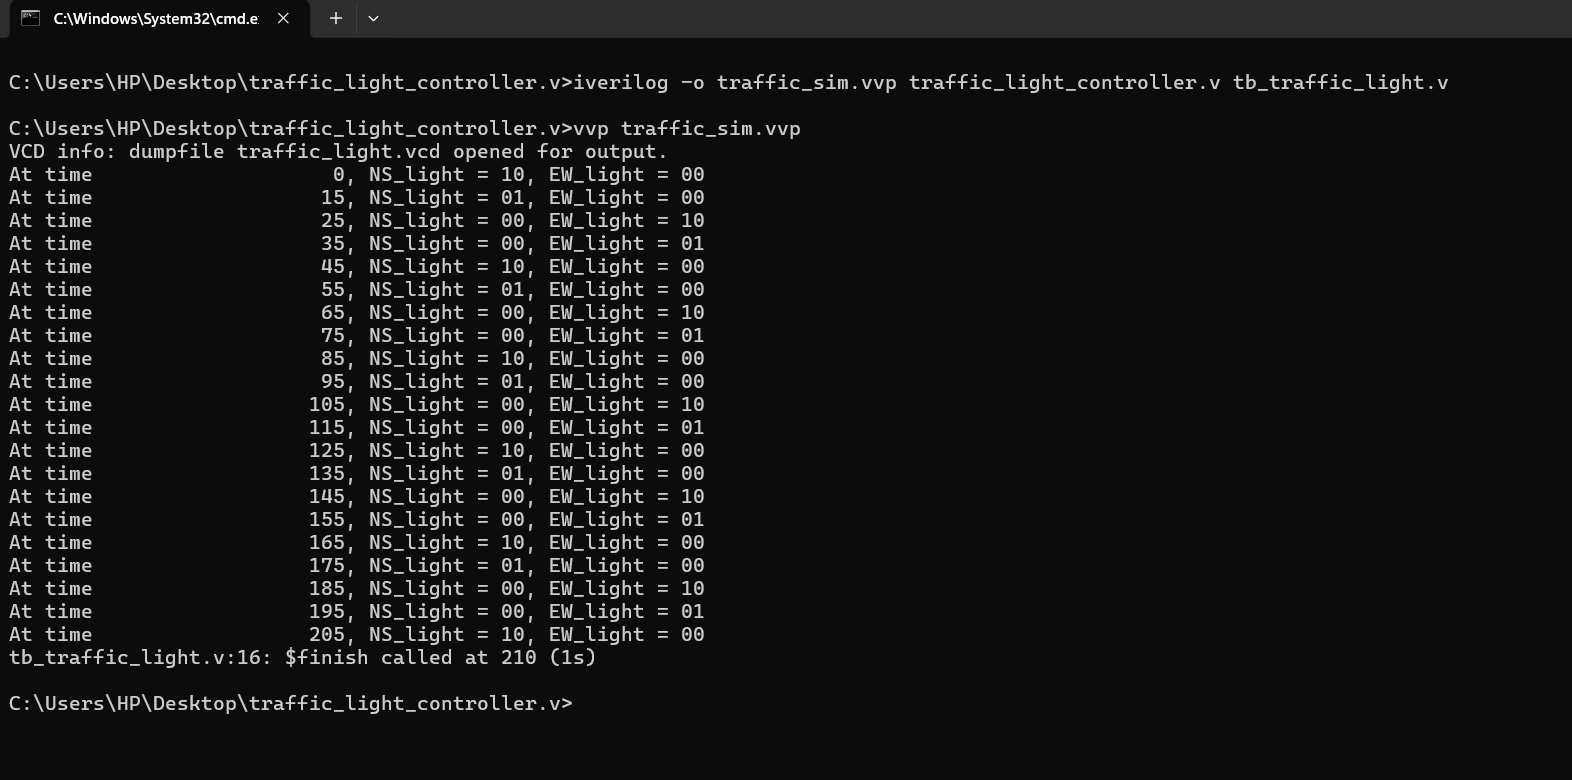 C:\Windows\System32\cmd.e
C:\Users\HP\Desktop\traffic_light_controller.v>iverilog -o traffic_sim.vvp traffic_light_controller.v tb_traffic_light.v
C:\Users\HP\Desktop\traffic_light_controller.v>vvp traffic_sim.vvp
VCD info: dumpfile traffic_light.vcd opened for output.
At time                    0, NS_light = 10, EW_light = 00
At time                   15, NS_light = 01, EW_light = 00
At time                   25, NS_light = 00, EW_light = 10
At time                   35, NS_light = 00, EW_light = 01
At time                   45, NS_light = 10, EW_light = 00
At time                   55, NS_light = 01, EW_light = 00
At time                   65, NS_light = 00, EW_light = 10
At time                   75, NS_light = 00, EW_light = 01
At time                   85, NS_light = 10, EW_light = 00
At time                   95, NS_light = 01, EW_light = 00
At time                  105, NS_light = 00, EW_light = 10
At time                  115, NS_light = 00, EW_light = 01
At time                  125, NS_light = 10, EW_light = 00
At time                  135, NS_light = 01, EW_light = 00
At time                  145, NS_light = 00, EW_light = 10
At time                  155, NS_light = 00, EW_light = 01
At time                  165, NS_light = 10, EW_light = 00
At time                  175, NS_light = 01, EW_light = 00
At time                  185, NS_light = 00, EW_light = 10
At time                  195, NS_light = 00, EW_light = 01
At time                  205, NS_light = 10, EW_light = 00
tb_traffic_light.v:16: $finish called at 210 (1s)
C:\Users\HP\Desktop\traffic_light_controller.v>